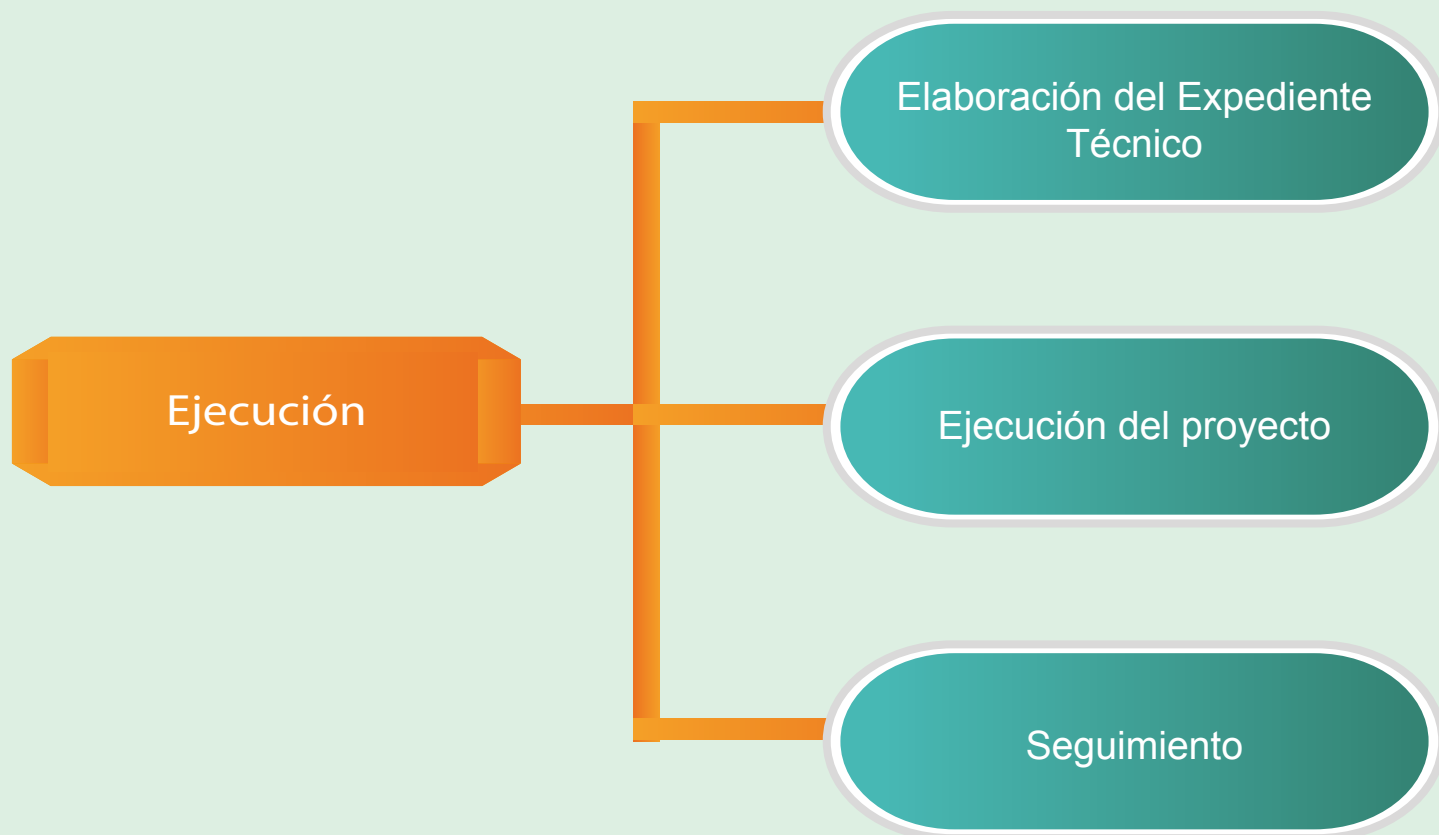 Elaboración del Expediente
Técnico
Ejecución
Ejecución del proyecto
Seguimiento